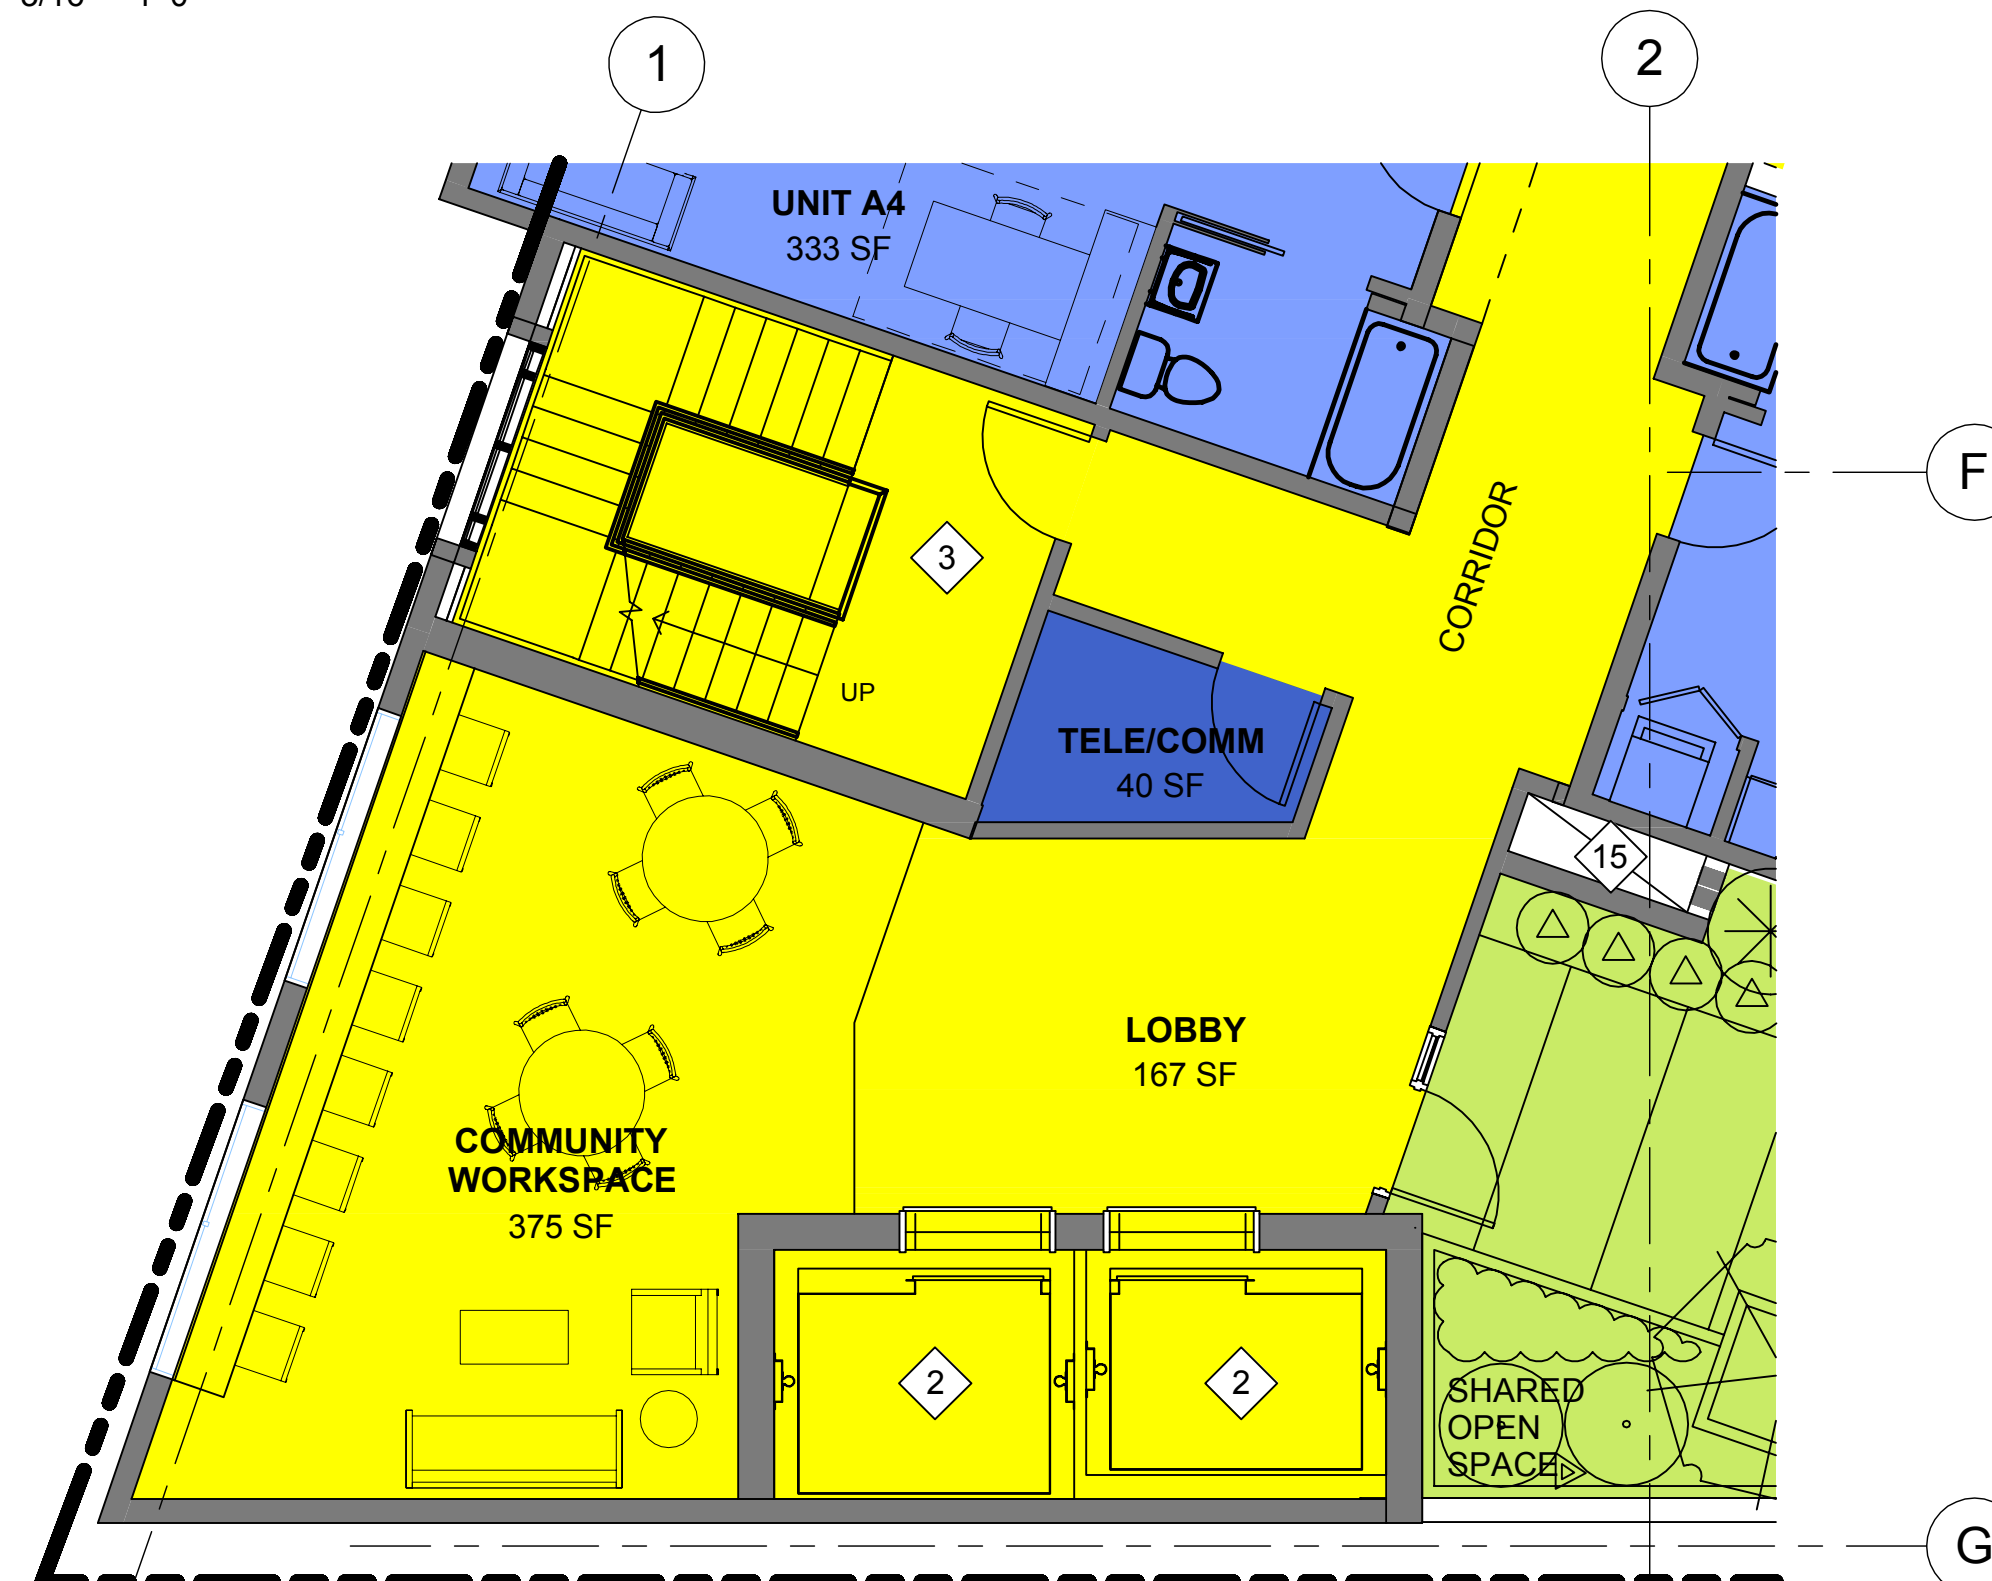 1
2
UNIT A4
333 SF
F
3
CORRIDOR
UP
TELE/COMM
40 SF
15
LOBBY
167 SF
COMMUNITY
WORKSPACE
375 SF
2
2
SHARED
OPEN
SPACE
G